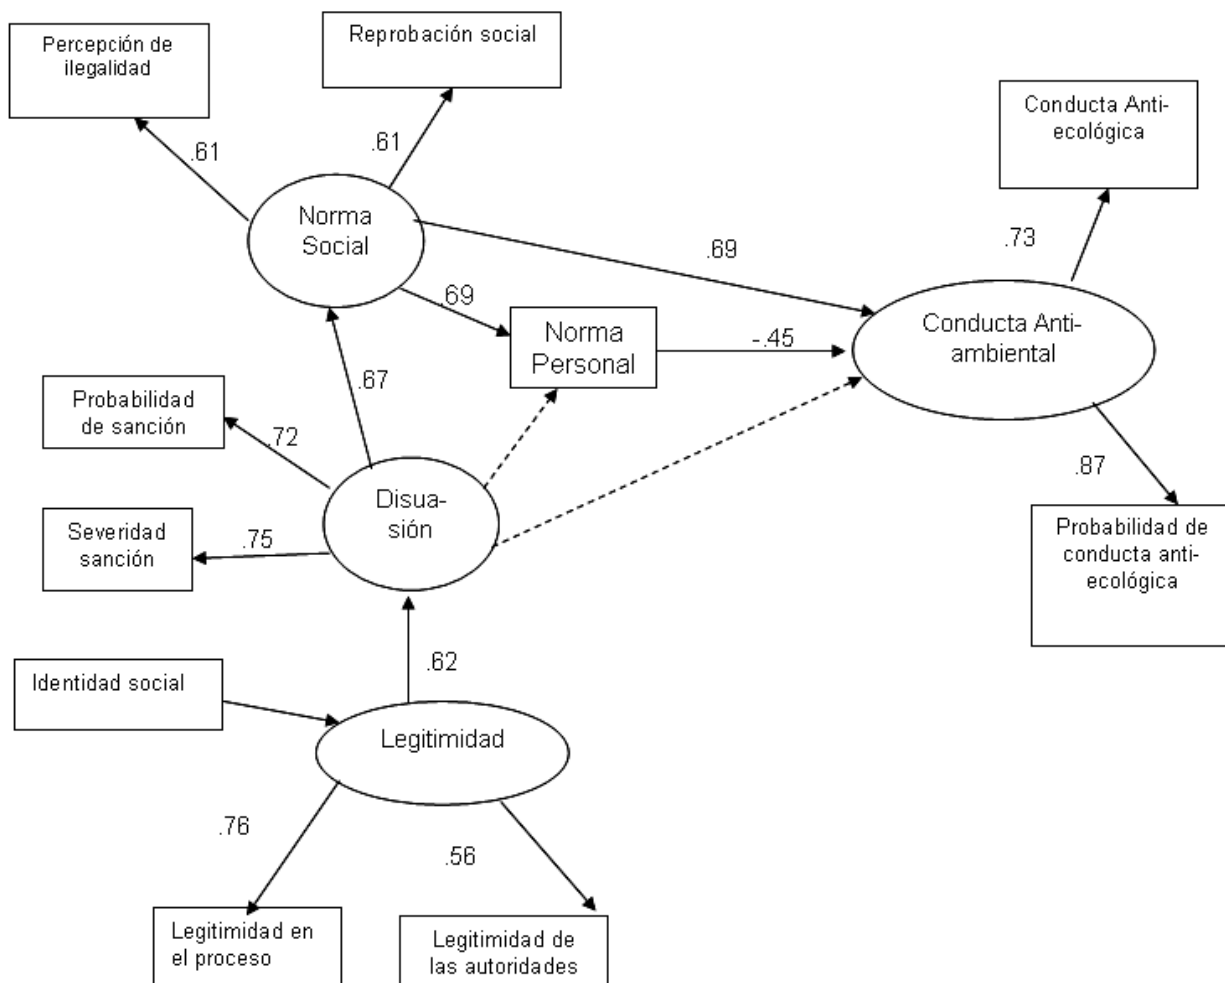 Percepción de
ilegalidad
Reprobación social
Conducta Anti-
ecológica
.61
.61
Norma
Social
.73
.69
.69
Norma
Personal
-.45
Conducta Anti-
ambiental
.67
Probabilidad
de sanción
.72
.87
Disua-
sión
Severidad
sanción
.75
Probabilidad de
conducta anti-
ecológica
.62
Identidad social
Legitimidad
.76
.56
Legitimidad en
el proceso
Legitimidad de
las autoridades